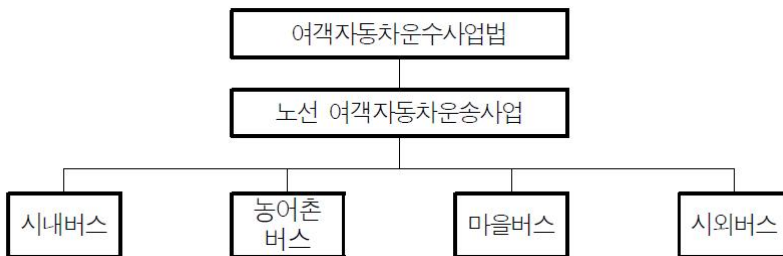 여객자동차운수사업법
노선 여객자동차운송사업
시내버스
농어촌
버스
마을버스
시외버스